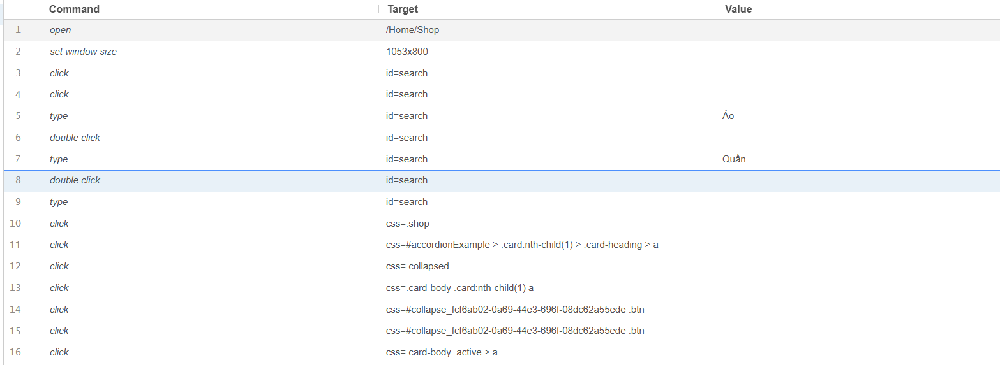 Command Target Value
1 open /Home/Shop
2 set window size 1053x800
3 click id=search
4 click id=search
5 type id=search Áo
6 double click id=search
7 type id=search Quần
8 double click id=search
9 type id=search
10 click css=.shop
11 click css=#accordionExample > .card:nth-child(1) > .card-heading > a
12 click css=.collapsed
13 click css=.card-body .card:nth-child(1) a
14 click css=#collapse_fcf6ab02-0a69-44e3-696f-08dc62a55ede .btn
15 click css=#collapse_fcf6ab02-0a69-44e3-696f-08dc62a55ede .btn
16 click css=.card-body .active > a